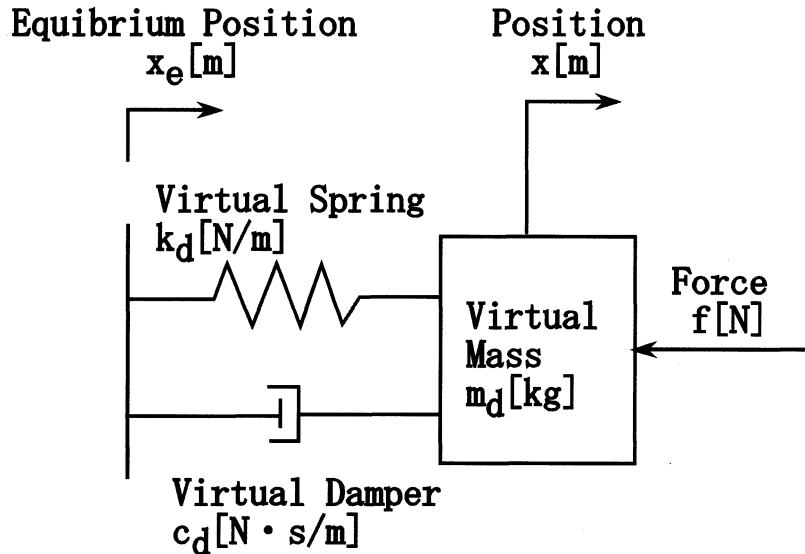 Equibrium Position
xe[m]
Position
x[m]
Virtual Spring
kd[N/m]
Force
f[N]
Virtual
Mass
md[kg]
Virtual Damper
cd[N・s/m]